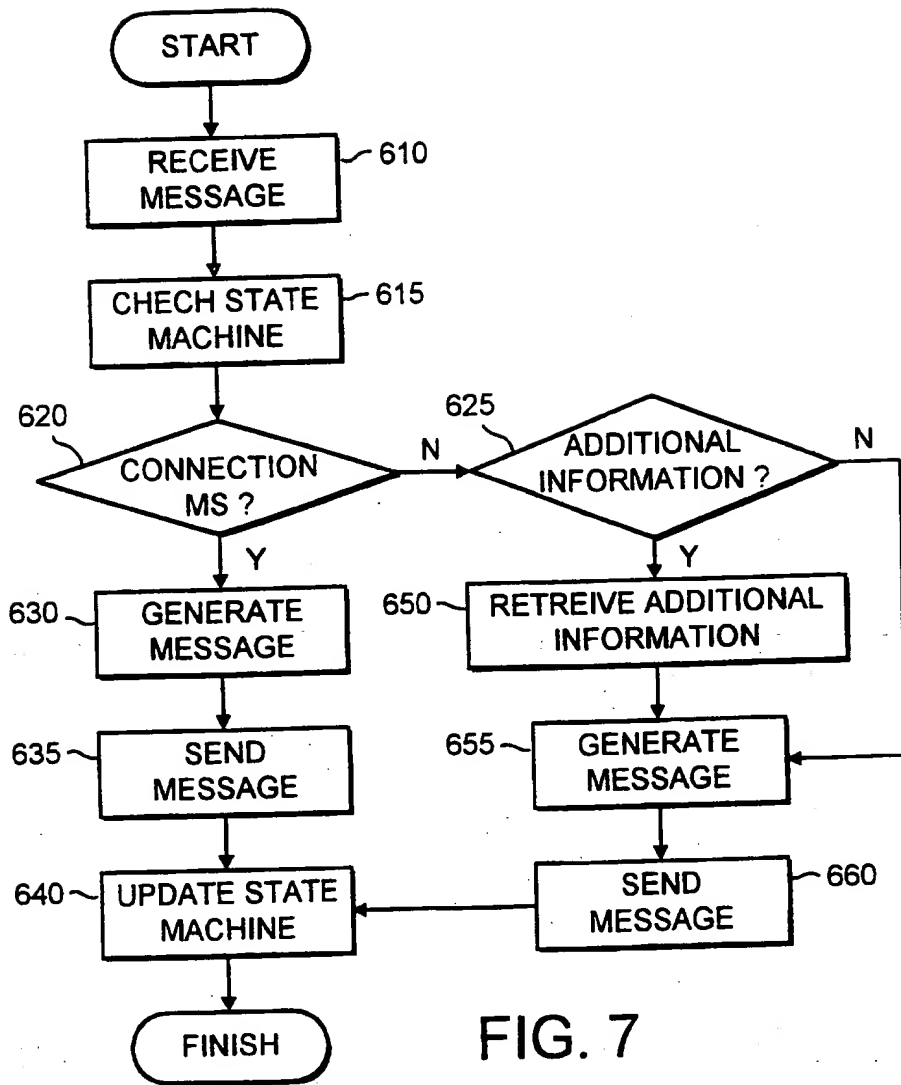 START
RECEIVE
MESSAGE
610
CHECH STATE
MACHINE
615
620
CONNECTION
MS ?
N
625
ADDITIONAL
INFORMATION ?
N
Y
Y
630
GENERATE
MESSAGE
650
RETREIVE ADDITIONAL
INFORMATION
635
SEND
MESSAGE
655
GENERATE
MESSAGE
640
UPDATE STATE
MACHINE
SEND
MESSAGE
660
FINISH
FIG. 7